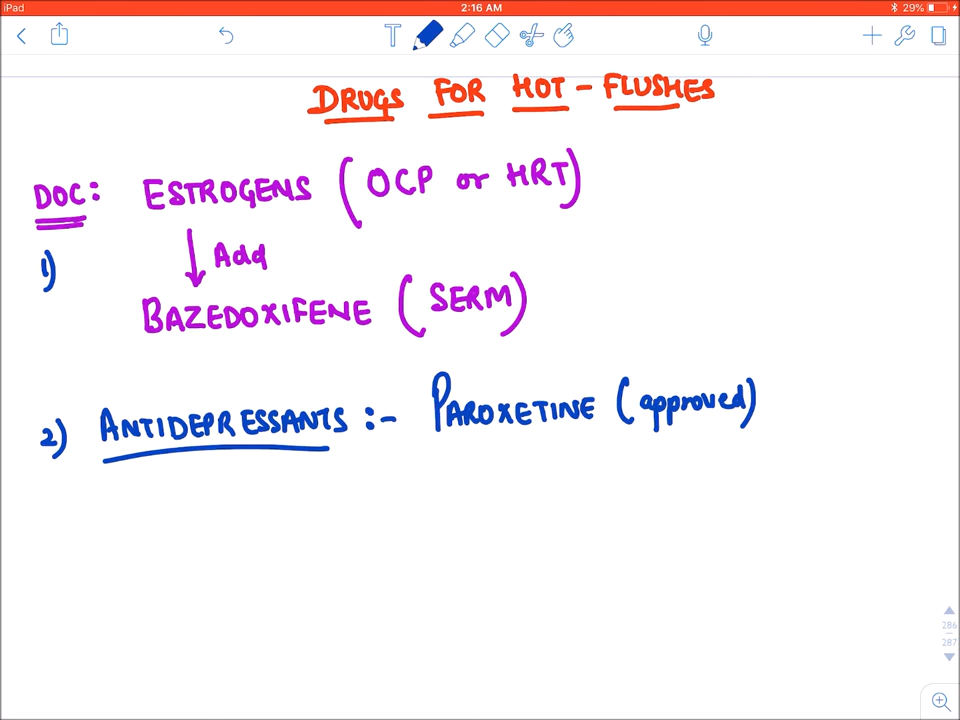 iPad 2:16 AM 29%
T
DRUGS FOR HOT - FLUSHES
DOC: ESTROGENS (OCP or HRT)
1) Add
BAZEDOXIFENE (SERM)
2) ANTIDEPRESSANTS :- PAROXETINE (approved)
286
287